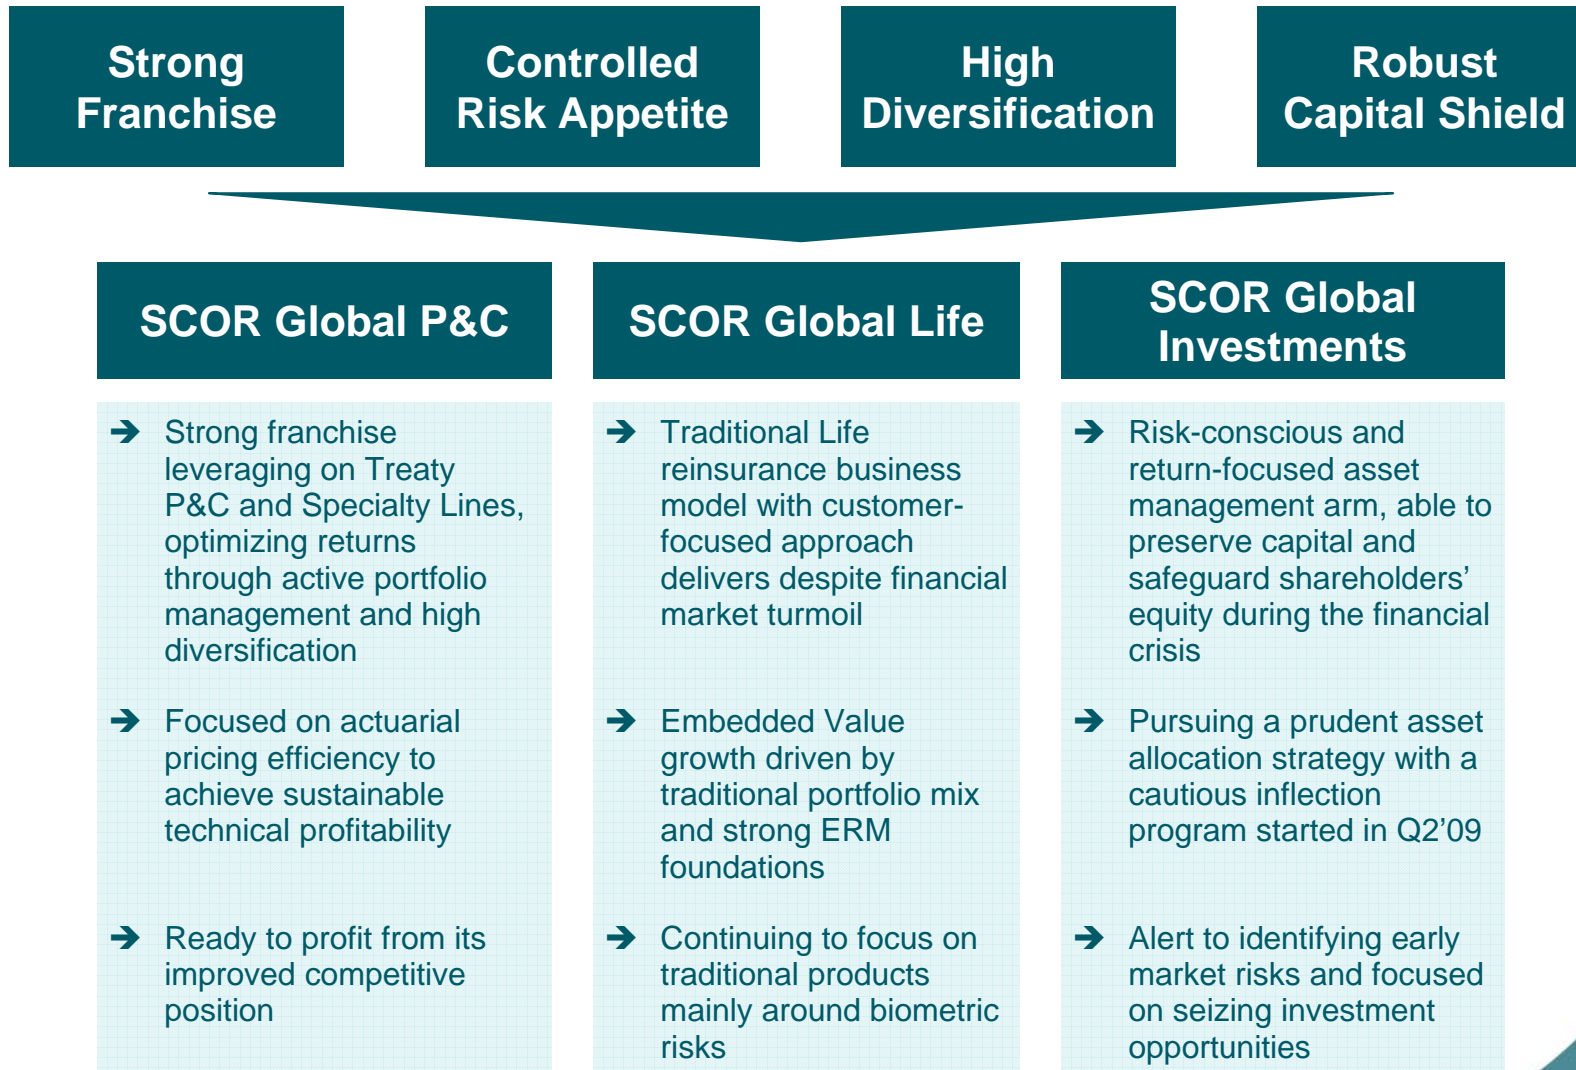 Strong
Franchise
Controlled
Risk Appetite
High
Diversification
Robust
Capital Shield
SCOR Global P&C
SCOR Global Life
SCOR Global
Investments
➔ Strong franchise
leveraging on Treaty
P&C and Specialty Lines,
optimizing returns
through active portfolio
management and high
diversification
➔ Focused on actuarial
pricing efficiency to
achieve sustainable
technical profitability
➔ Ready to profit from its
improved competitive
position
➔ Traditional Life
reinsurance business
model with customer-
focused approach
delivers despite financial
market turmoil
➔ Embedded Value
growth driven by
traditional portfolio mix
and strong ERM
foundations
➔ Continuing to focus on
traditional products
mainly around biometric
risks
➔ Risk-conscious and
return-focused asset
management arm, able to
preserve capital and
safeguard shareholders’
equity during the financial
crisis
➔ Pursuing a prudent asset
allocation strategy with a
cautious inflection
program started in Q2’09
➔ Alert to identifying early
market risks and focused
on seizing investment
opportunities